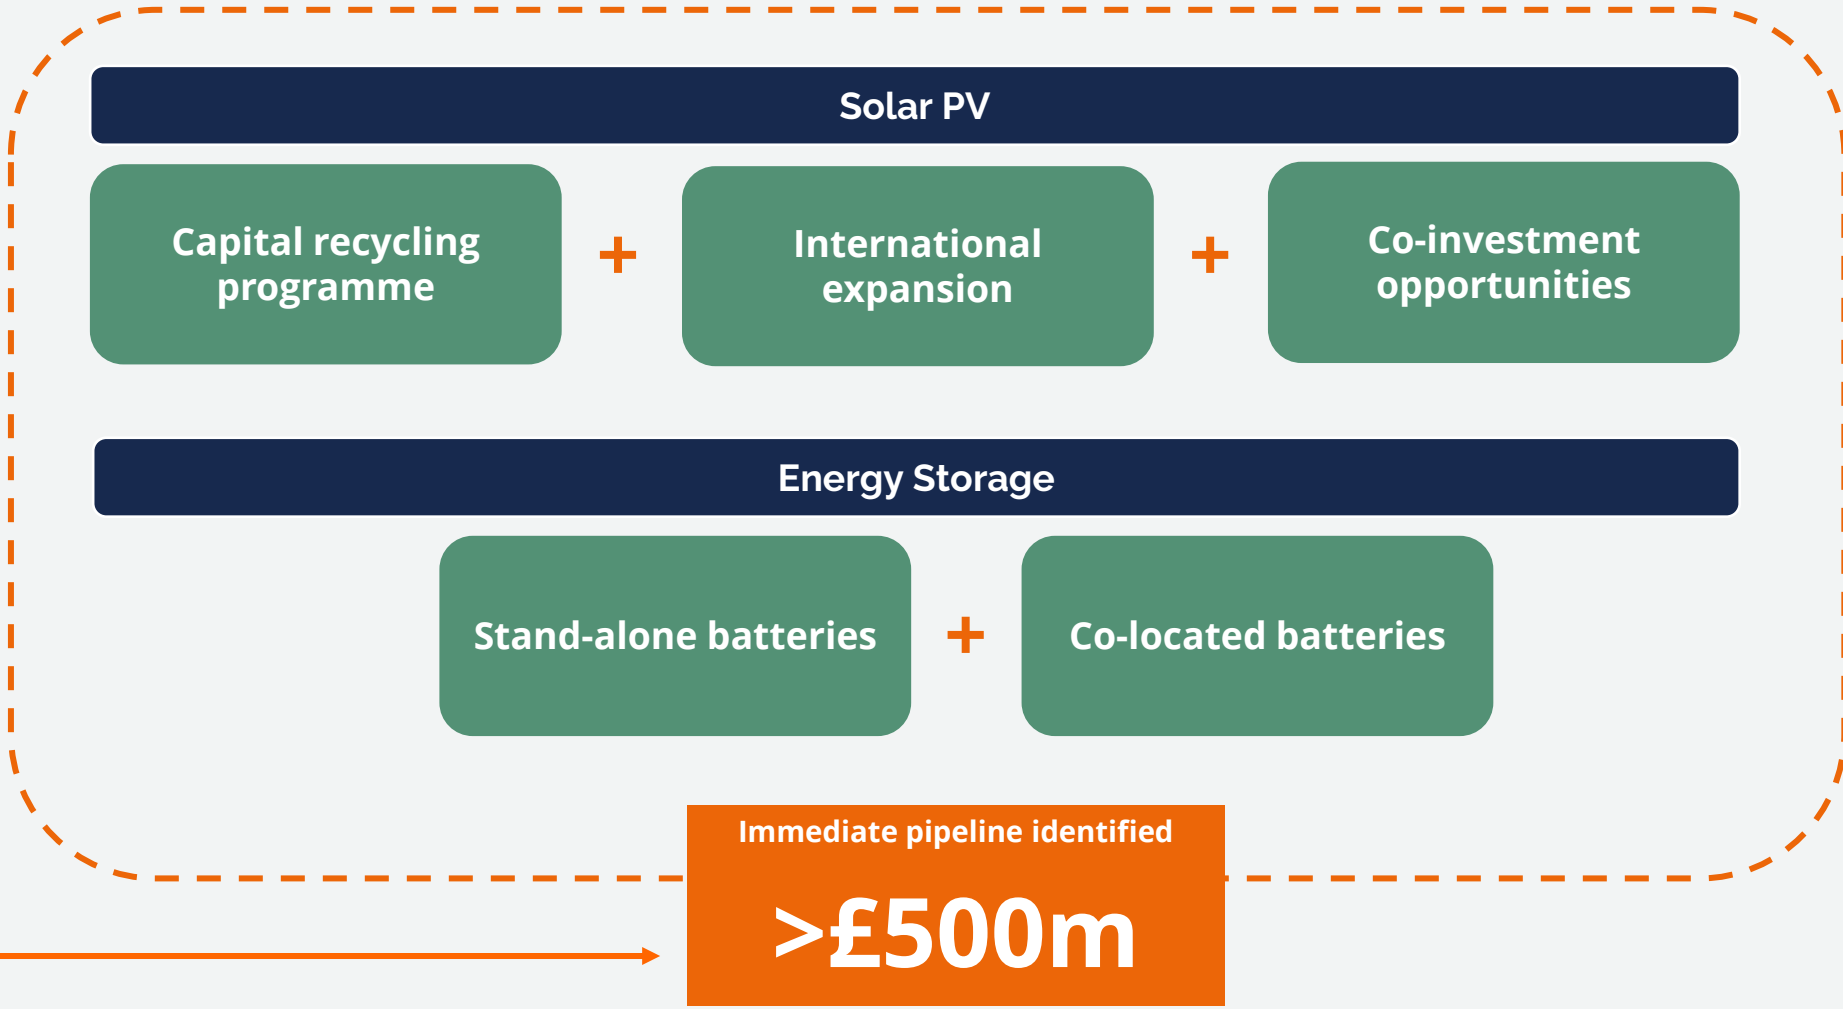 Solar PV
Capital recycling
programme
+
International
expansion
+
Co-investment
opportunities
Energy Storage
Stand-alone batteries
+
Co-located batteries
Immediate pipeline identified
>£500m